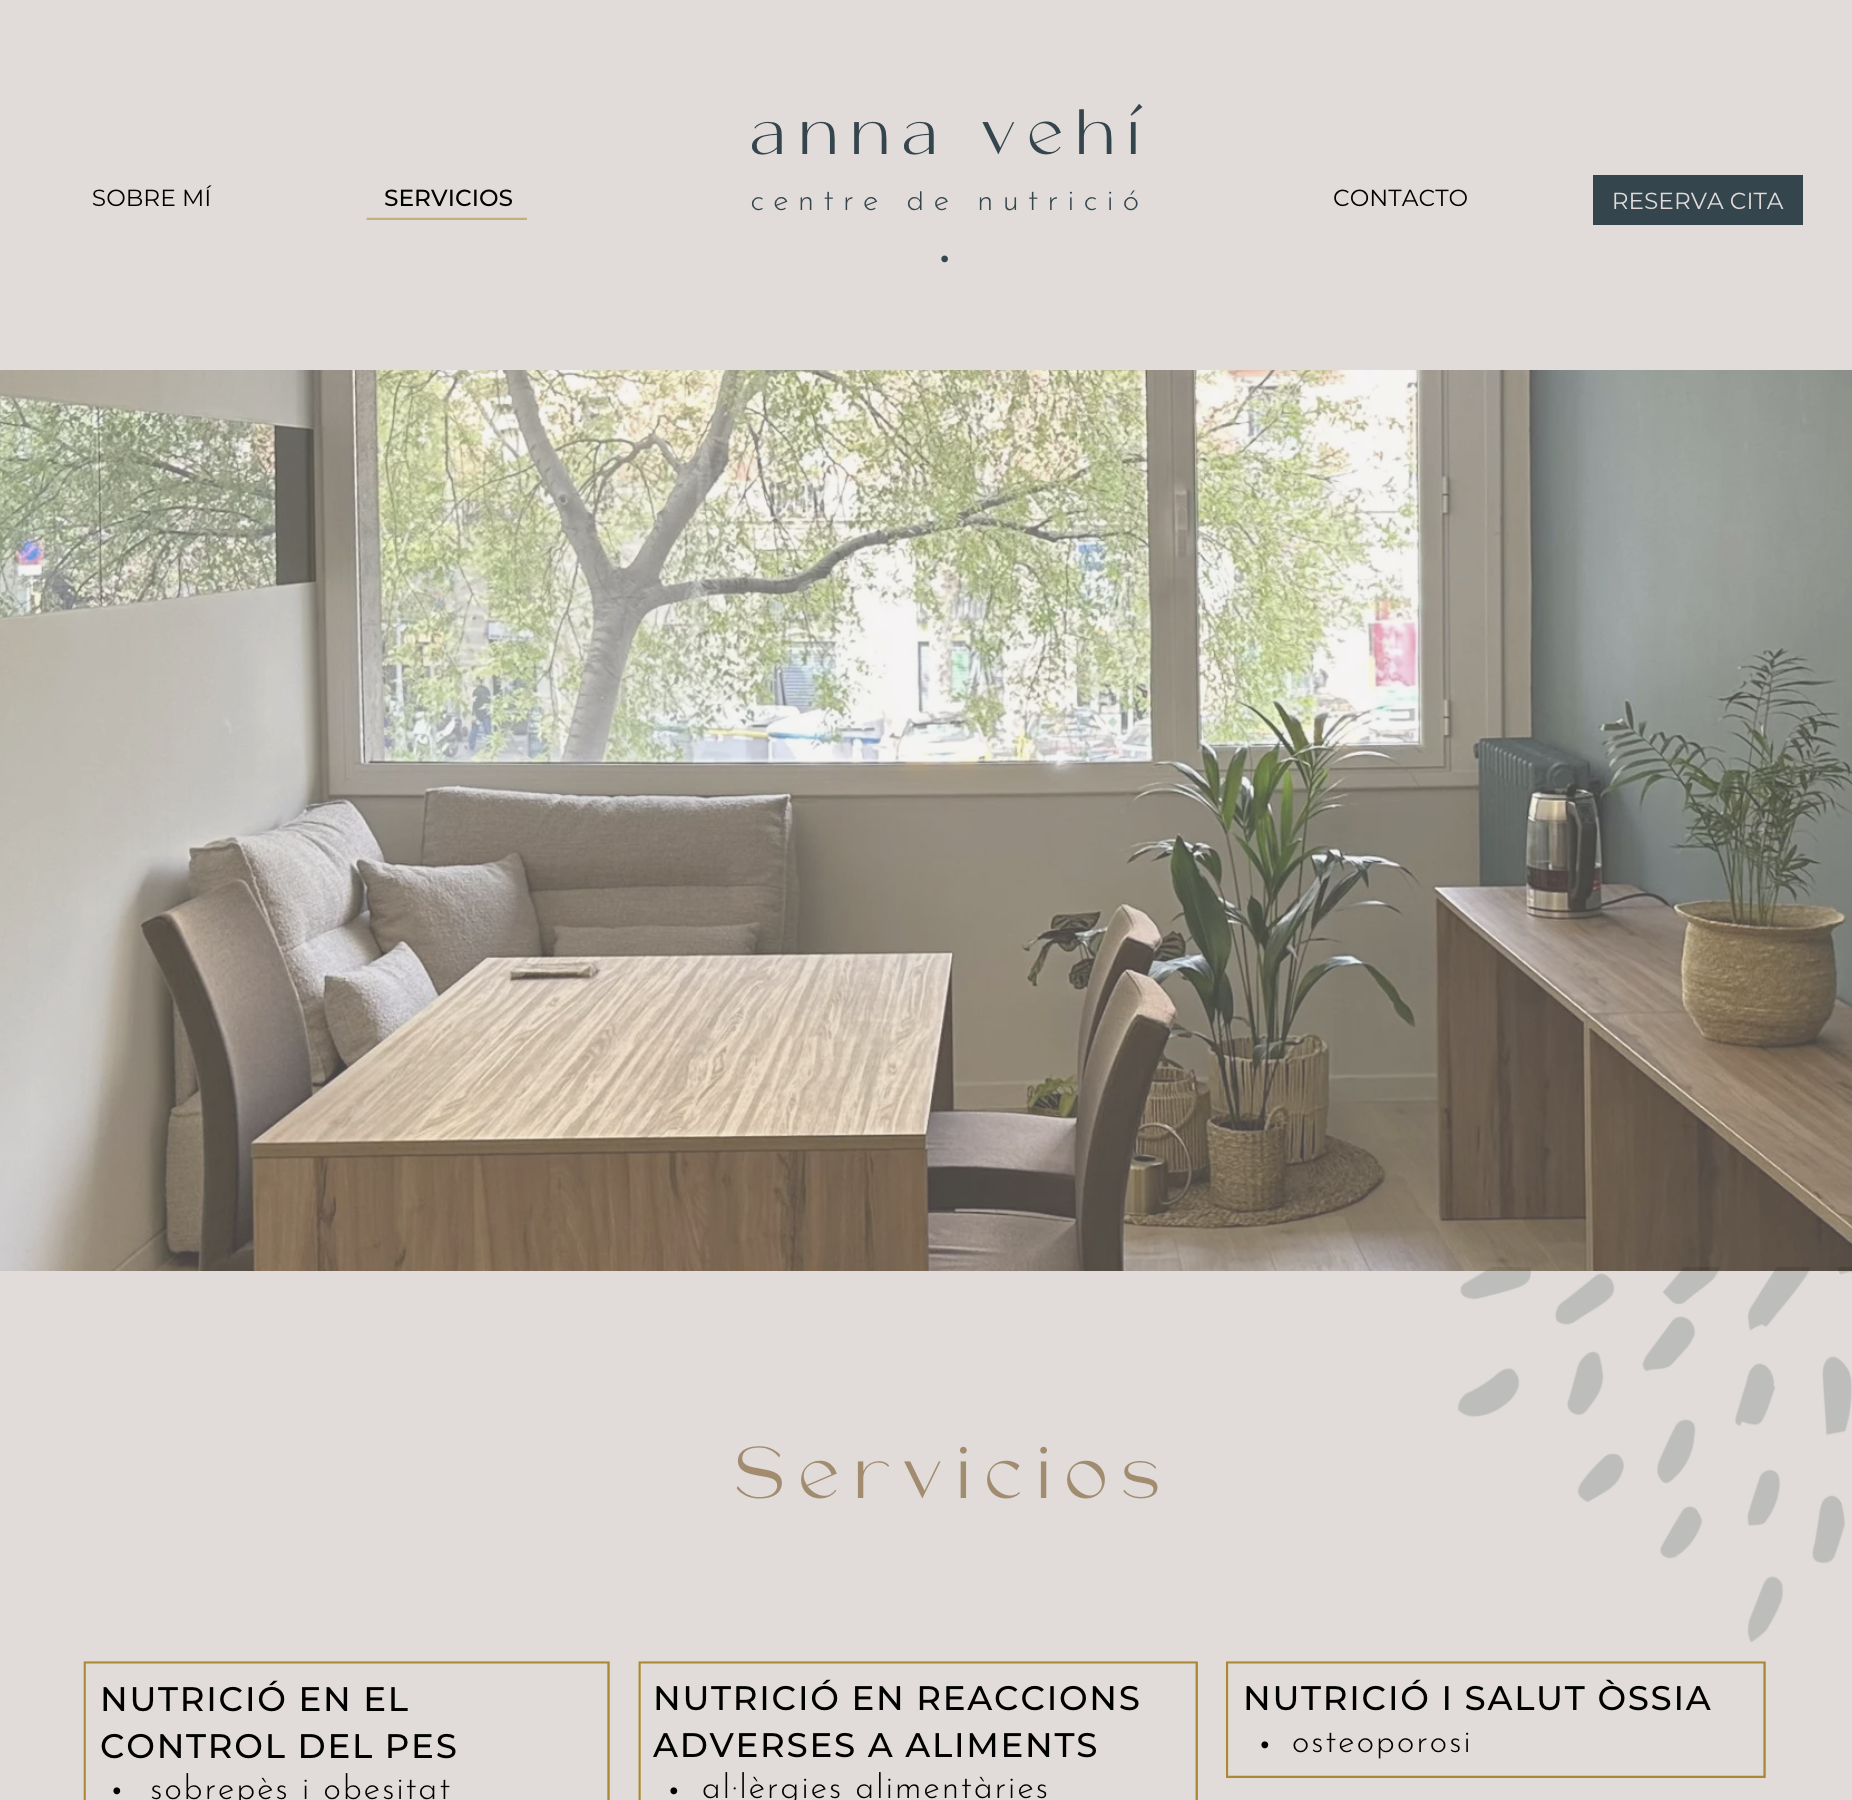 anna vehí
SOBRE MÍ
SERVICIOS
centre de nutrició
CONTACTO
RESERVA CITA
Servicios
NUTRICIÓ EN EL
CONTROL DEL PES
• sobrepès i obesitat
NUTRICIÓ EN REACCIONS
ADVERSES A ALIMENTS
• al·lèrgies alimentàries
NUTRICIÓ I SALUT ÒSSIA
• osteoporosi